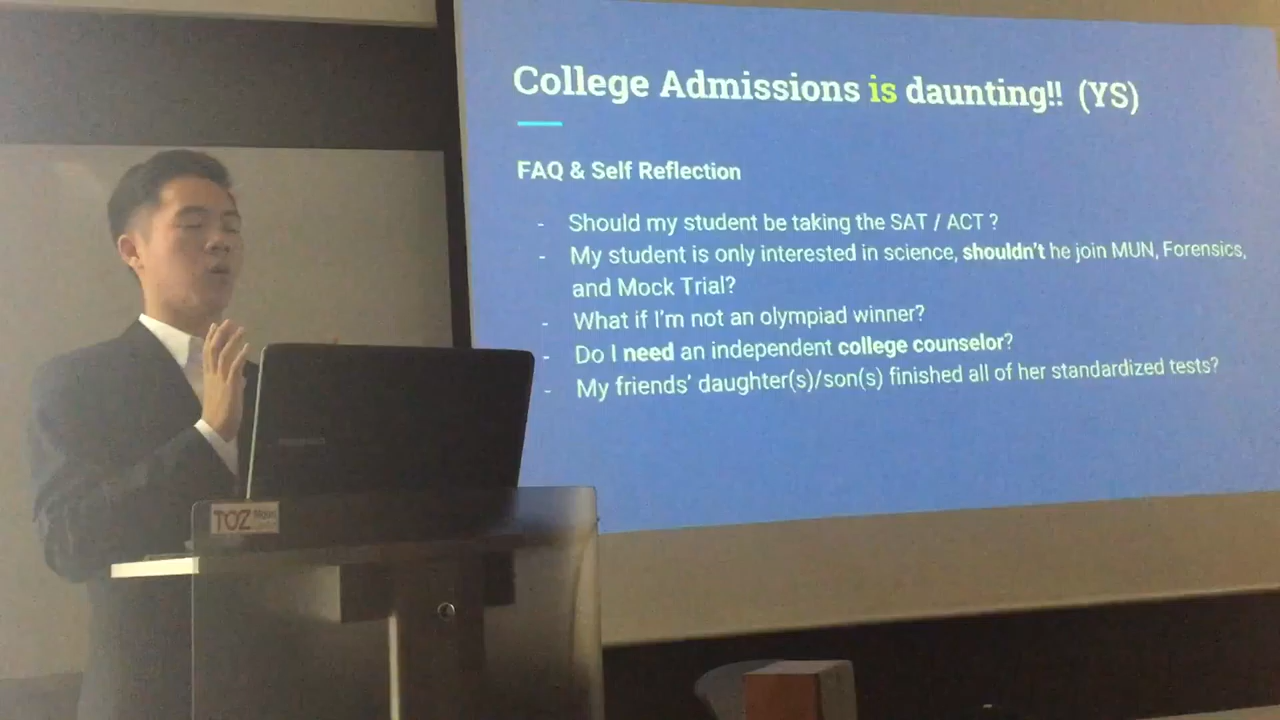 College Admissions is daunting!! (YS)
FAQ & Self Reflection
- Should my student be taking the SAT / ACT ?
- My student is only interested in science, shouldn't he join MUN, Forensics,
and Mock Trial?
- What if I'm not an olympiad winner?
- Do I need an independent college counselor?
- My friends' daughter(s)/son(s) finished all of her standardized tests?
TOZ